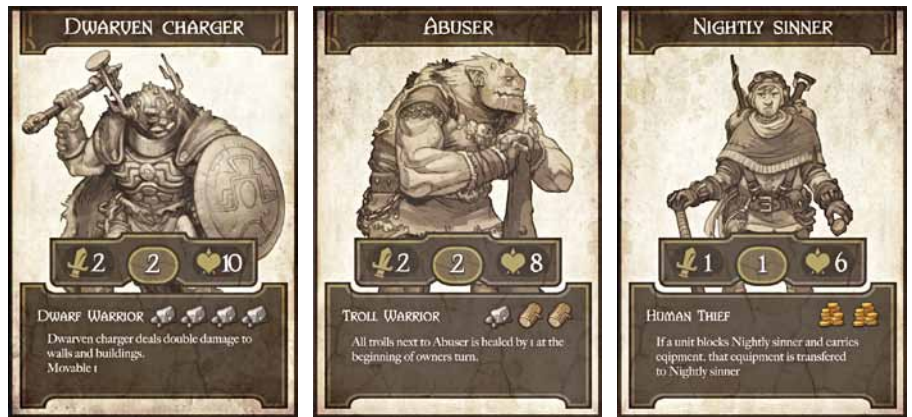 Dwarven charger
2 2 10
Dwarf Warrior
Dwarven charger deals double damage to
walls and buildings.
Movable 1
Abuser
2 2 8
Troll Warrior
All trolls next to Abuser is healed by 1 at the
beginning of owners turn.
Nightly sinner
1 1 6
Human Thief
If a unit blocks Nightly sinner and carries
eqipment, that equipment is transfered
to Nightly sinner